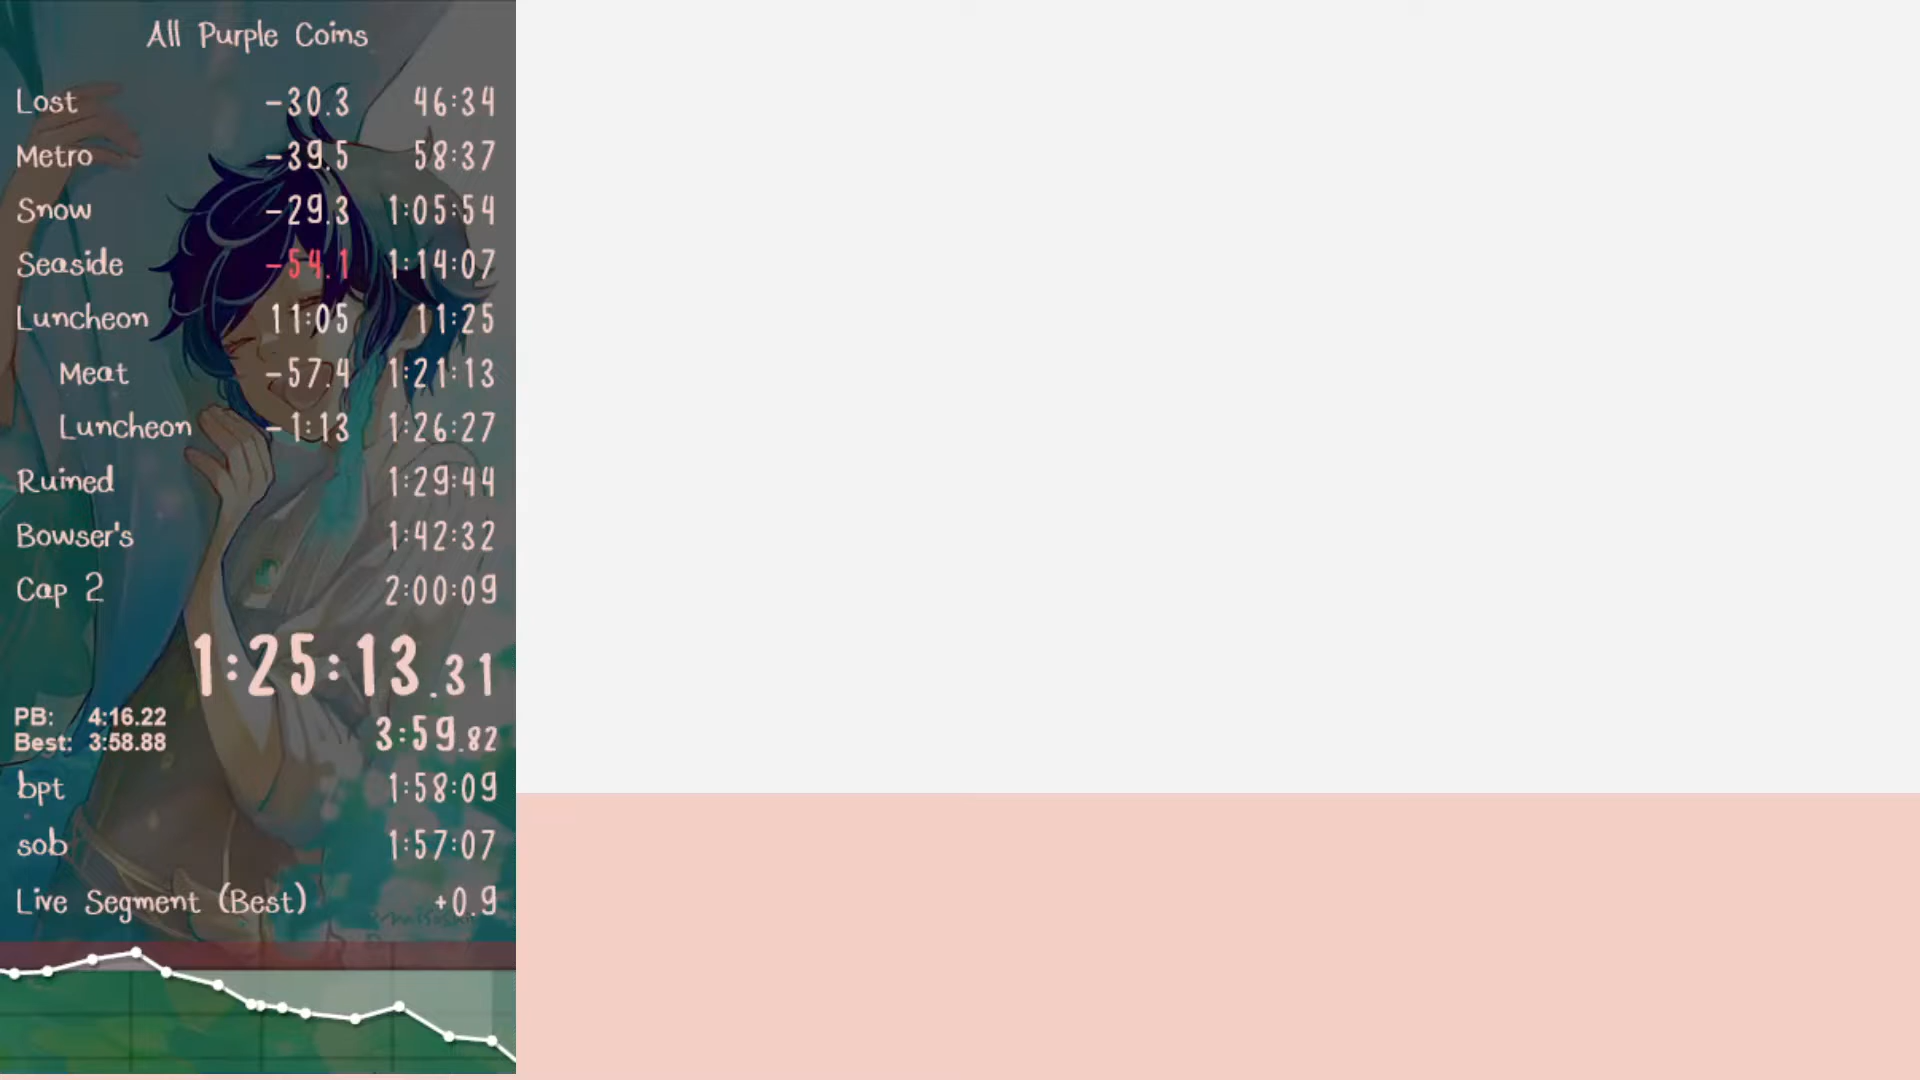 All Purple Coins
Lost -30.3 46:34
Metro -39.5 58:37
Snow -29.3 1:05:54
Seaside -54.1 1:14:07
Luncheon 11:05 11:25
Meat -57.4 1:21:13
Luncheon -1:13 1:26:27
Ruined 1:29:44
Bowser's 1:42:32
Cap 2 2:00:09
1:25:13.31
PB: 4:16.22
Best: 3:58.88
3:59.82
bpt 1:58:09
sob 1:57:07
Live Segment (Best) +0.9